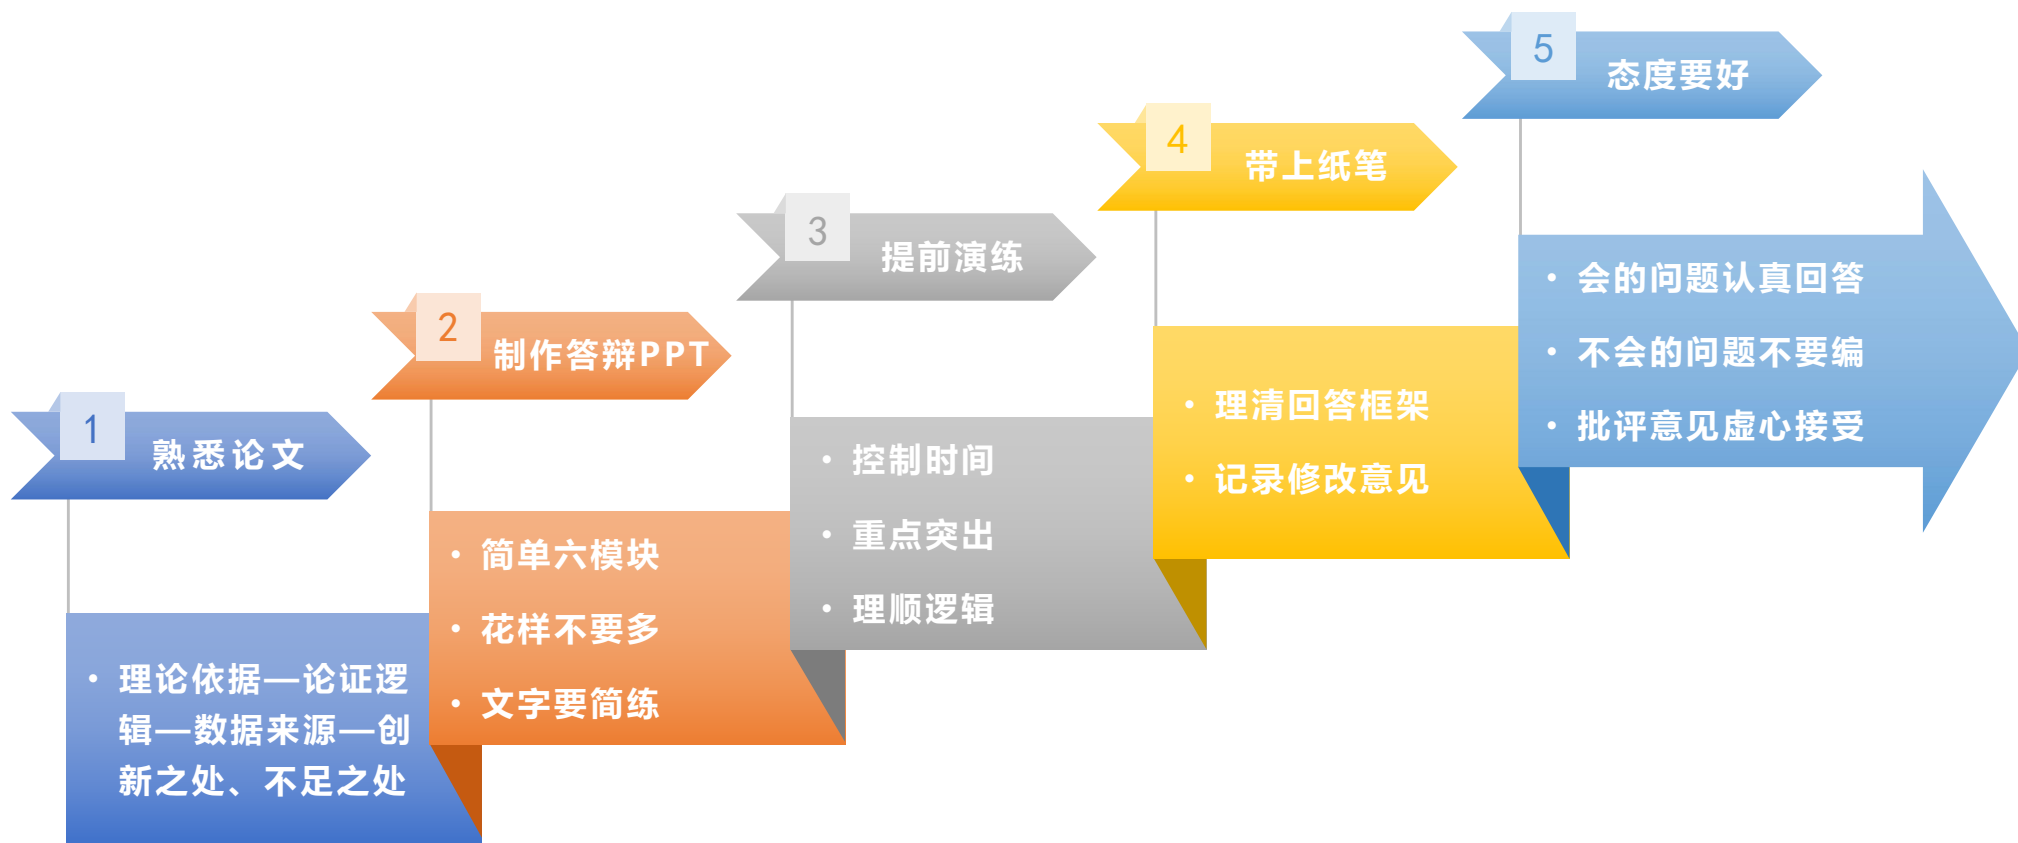 1
熟悉论文
• 理论依据—论证逻
辑—数据来源—创
新之处、不足之处
2
制作答辩PPT
• 简单六模块
• 花样不要多
• 文字要简练
3
提前演练
• 控制时间
• 重点突出
• 理顺逻辑
4
带上纸笔
• 理清回答框架
• 记录修改意见
5
态度要好
• 会的问题认真回答
• 不会的问题不要编
• 批评意见虚心接受